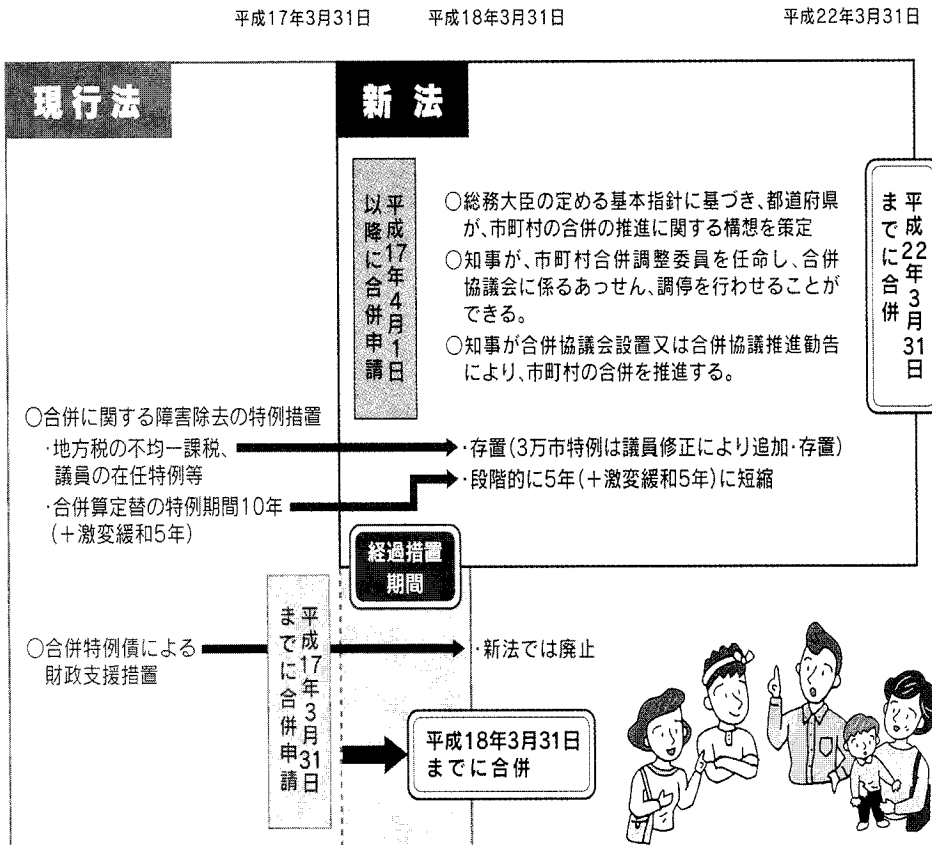 平成17年3月31日
平成18年3月31日
平成22年3月31日
現行法
新法
平成17年4月1日
以降に合併申請
○総務大臣の定める基本指針に基づき、都道府県
が、市町村の合併の推進に関する構想を策定
○知事が、市町村合併調整委員を任命し、合併
協議会に係るあっせん、調停を行わせることが
できる。
○知事が合併協議会設置又は合併協議推進勧告
により、市町村の合併を推進する。
平成22年3月31日
までに合併
○合併に関する障害除去の特例措置
・地方税の不均一課税、
議員の在任特例等
・存置(3万市特例は議員修正により追加・存置)
・合併算定替の特例期間10年
(+激変緩和5年)
・段階的に5年(+激変緩和5年)に短縮
経過措置
期間
平成17年3月31日
までに合併申請
○合併特例債による
財政支援措置
・新法では廃止
平成18年3月31日
までに合併